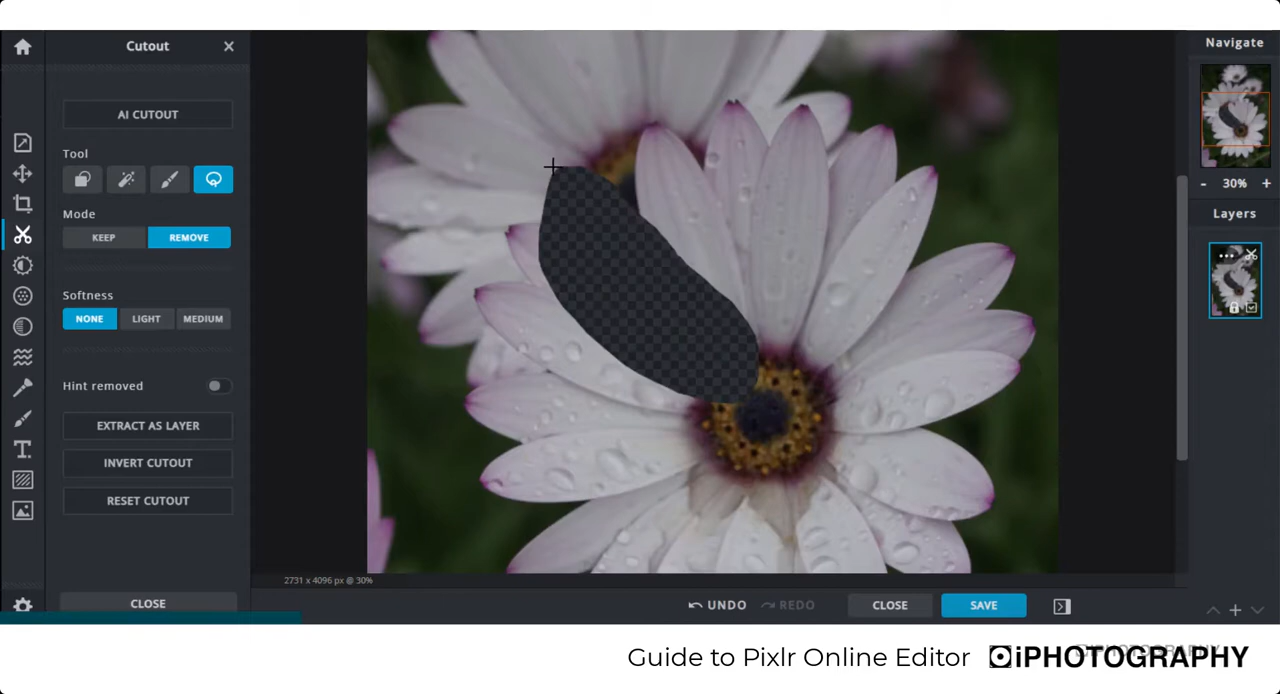 Cutout
AI CUTOUT
Tool
Mode
KEEP
REMOVE
Softness
NONE
LIGHT
MEDIUM
Hint removed
EXTRACT AS LAYER
INVERT CUTOUT
RESET CUTOUT
CLOSE
2731 x 4096 px @ 30%
UNDO
REDO
CLOSE
SAVE
Navigate
- 30% +
Layers
Guide to Pixlr Online Editor
iPHOTOGRAPHY